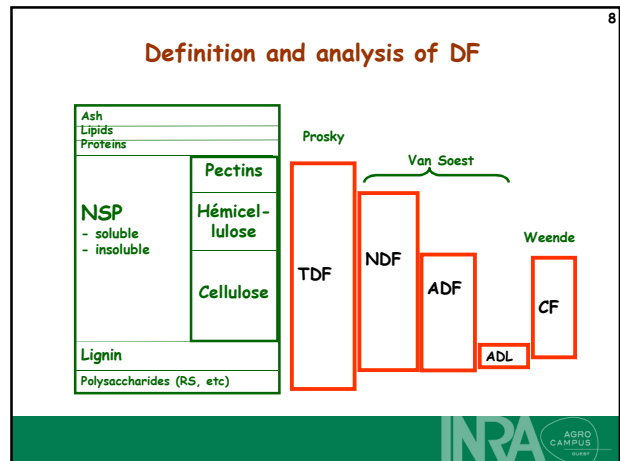 8
Definition and analysis of DF
Ash
Lipids
Proteins
NSP
- soluble
- insoluble
Pectins
Hémicel-
lulose
Cellulose
Lignin
Polysaccharides (RS, etc)
Prosky
TDF
Van Soest
NDF
ADF
ADL
Weende
CF
INRA
AGRO
CAMPUS
OUEST